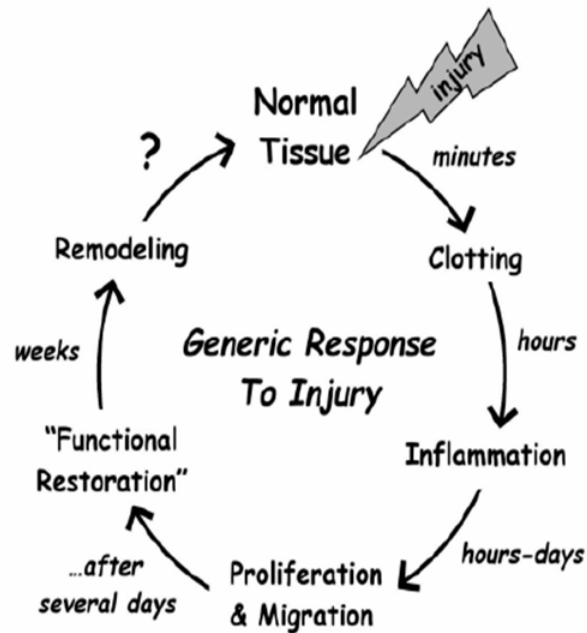 injury
Normal
Tissue
minutes
Clotting
hours
Inflammation
hours-days
Proliferation
& Migration
...after
several days
“Functional
Restoration”
weeks
Remodeling
?
Generic Response
To Injury